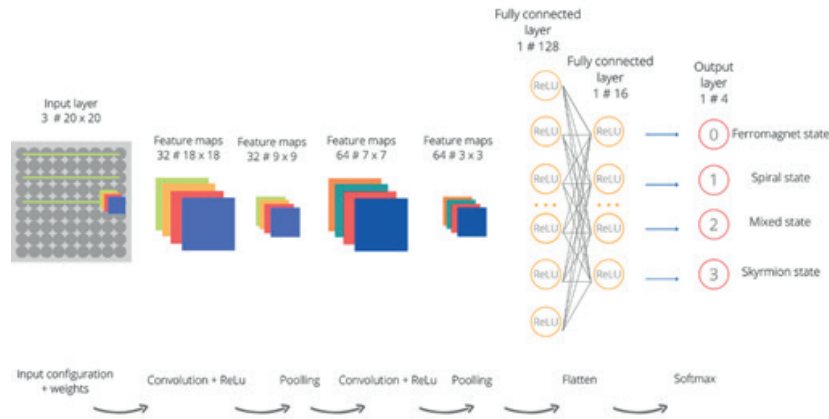 Input layer
3 # 20 x 20
Feature maps
32 # 18 x 18
Feature maps
32 # 9 x 9
Feature maps
64 # 7 x 7
Feature maps
64 # 3 x 3
Fully connected
layer
1 # 128
ReLU
ReLU
ReLU
ReLU
ReLU
ReLU
Fully connected
layer
1 # 16
ReLU
ReLU
ReLU
ReLU
Output
layer
1 # 4
0 Ferromagnet state
1 Spiral state
2 Mixed state
3 Skyrmion state
Input configuration
+ weights
Convolution + ReLu
Poolling
Convolution + ReLu
Poolling
Flatten
Softmax